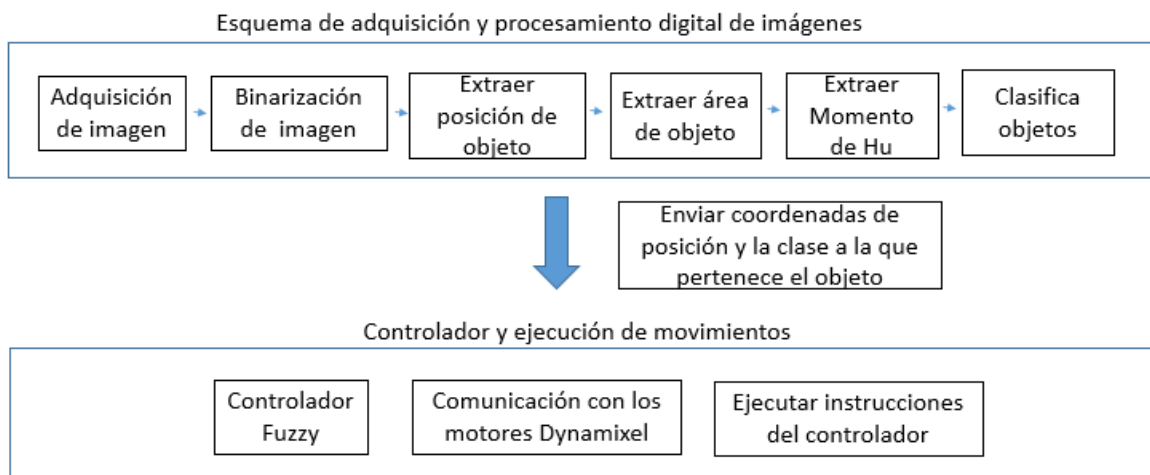 Esquema de adquisición y procesamiento digital de imágenes
Adquisición
de imagen
Binarización
de imagen
Extraer
posición de
objeto
Extraer área
de objeto
Extraer
Momento
de Hu
Clasifica
objetos
Enviar coordenadas de
posición y la clase a la que
pertenece el objeto
Controlador y ejecución de movimientos
Controlador
Fuzzy
Comunicación con los
motores Dynamixel
Ejecutar instrucciones
del controlador